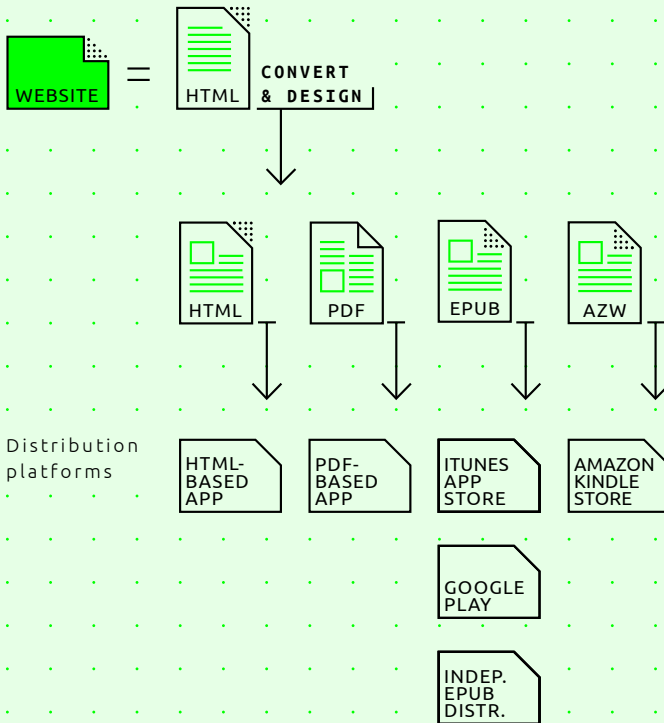 WEBSITE
=
HTML
CONVERT
& DESIGN
HTML
PDF
EPUB
AZW
Distribution
platforms
HTML-
BASED
APP
PDF-
BASED
APP
ITUNES
APP
STORE
AMAZON
KINDLE
STORE
GOOGLE
PLAY
INDEP.
EPUB
DISTR.